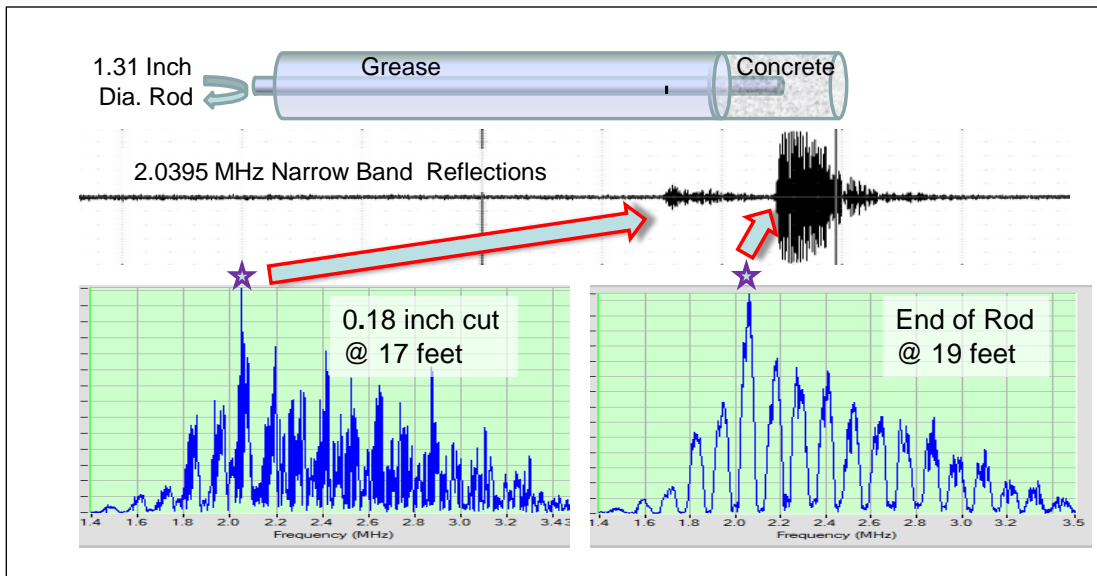 1.31 Inch
Dia. Rod
Grease
Concrete
2.0395 MHz Narrow Band Reflections
0.18 inch cut
@ 17 feet
1.4 1.6 1.8 2.0 2.2 2.4 2.6 2.8 3.0 3.2 3.43
Frequency (MHz)
End of Rod
@ 19 feet
1.4 1.6 1.8 2.0 2.2 2.4 2.6 2.8 3.0 3.2 3.5
Frequency (MHz)